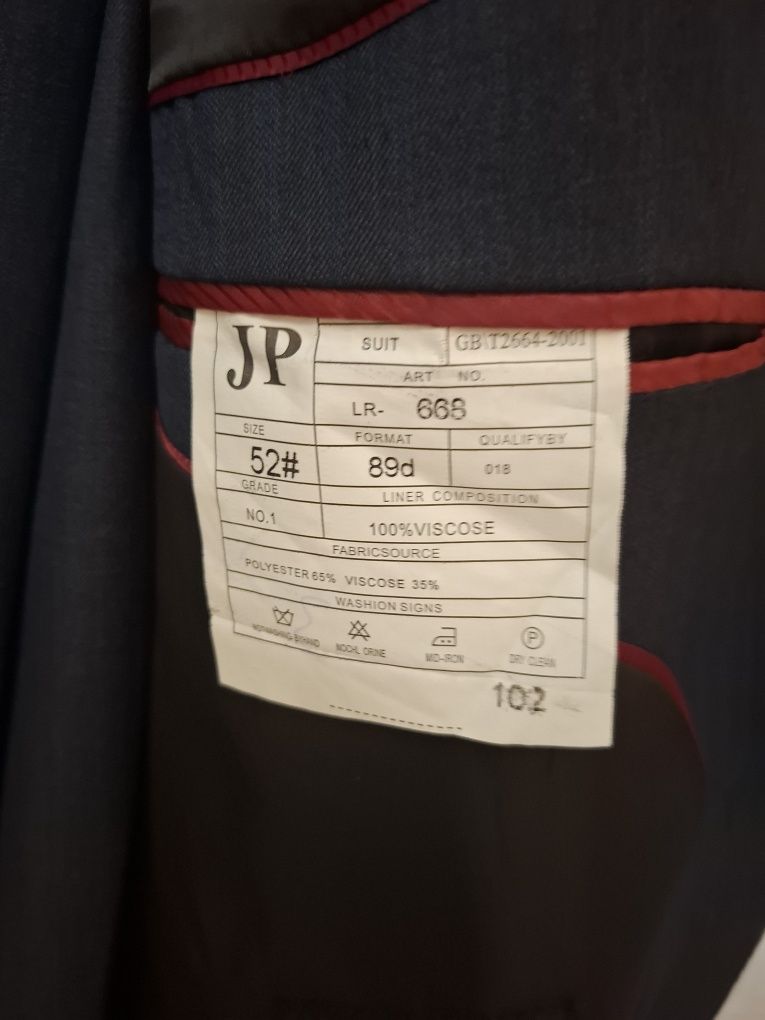 JP
SUIT GB\T2664-2001
ART NO.
LR- 668
SIZE FORMAT QUALIFYBY
52# 89d 018
GRADE LINER COMPOSITION
NO.1 100%VISCOSE
FABRICSOURCE
POLYESTER 65% VISCOSE 35%
WASHION SIGNS
P
MID-IRON DRY CLEAN
102